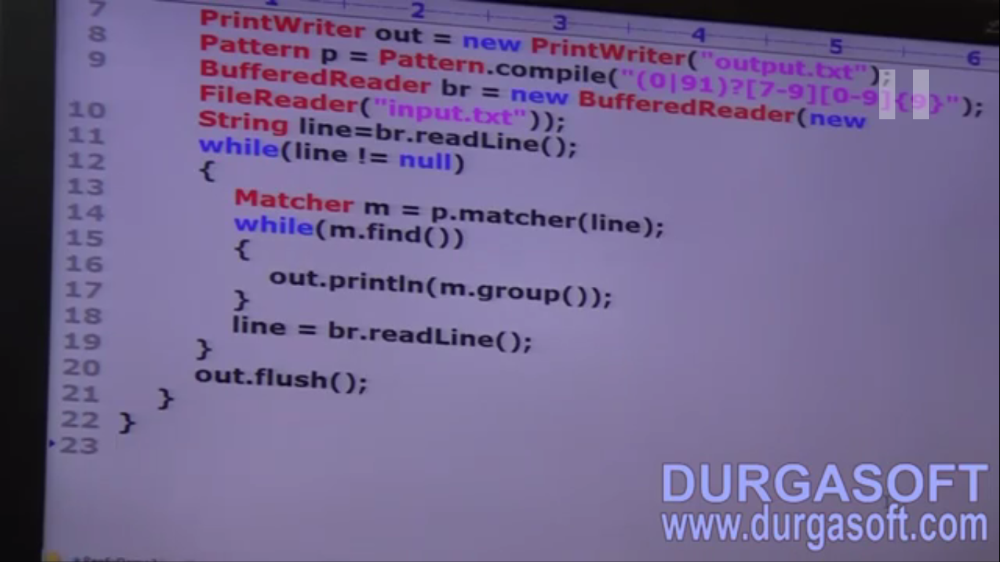 1 2 3 4 5 6
7 PrintWriter out = new PrintWriter("output.txt");
8 Pattern p = Pattern.compile("(0|91)?[7-9][0-9]{9}");
9 BufferedReader br = new BufferedReader(new
FileReader("input.txt"));
10 String line=br.readLine();
11 while(line != null)
12 {
13 Matcher m = p.matcher(line);
14 while(m.find())
15 {
16 out.println(m.group());
17 }
18 line = br.readLine();
19 }
20 out.flush();
21 }
22 }
23
DURGASOFT
www.durgasoft.com